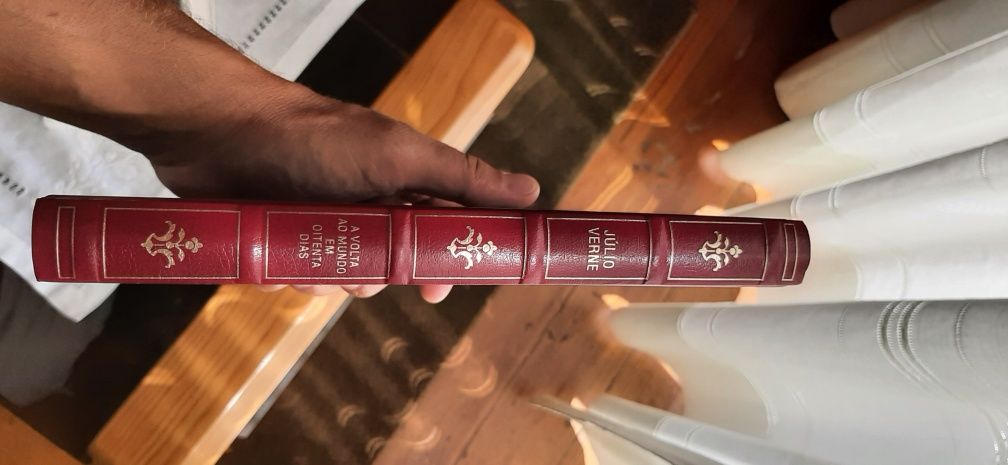 JÚLIO
VERNE
A VOLTA
AO MUNDO
EM
OITENTA
DIAS